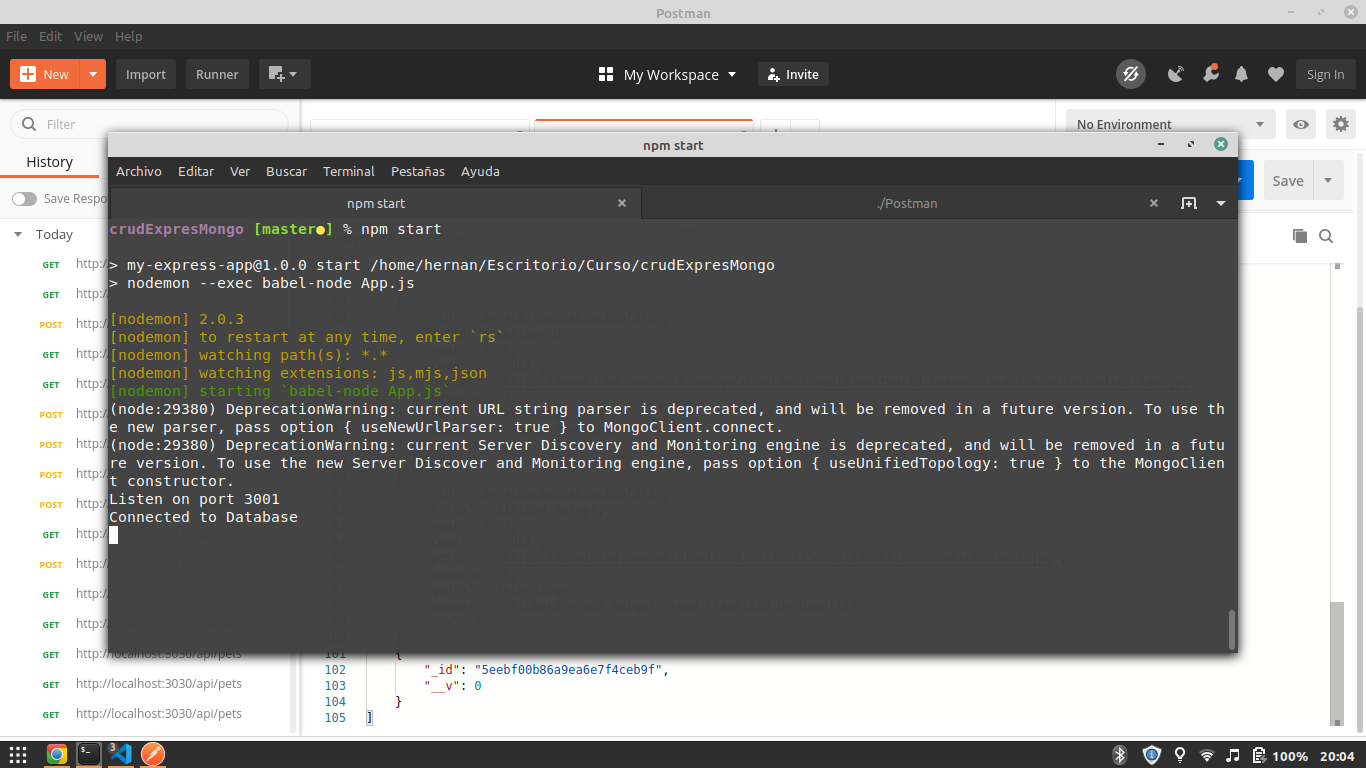 Postman
File Edit View Help
New Import Runner My Workspace Invite Sign In
Filter
No Environment
History
Save Respo
Save
Today
npm start
Archivo Editar Ver Buscar Terminal Pestañas Ayuda
npm start ./Postman
crudExpresMongo [master●] % npm start
> my-express-app@1.0.0 start /home/hernan/Escritorio/Curso/crudExpresMongo
> nodemon --exec babel-node App.js
[nodemon] 2.0.3
[nodemon] to restart at any time, enter `rs`
[nodemon] watching path(s): *.*
[nodemon] watching extensions: js,mjs,json
[nodemon] starting `babel-node App.js`
(node:29380) DeprecationWarning: current URL string parser is deprecated, and will be removed in a future version. To use th
e new parser, pass option { useNewUrlParser: true } to MongoClient.connect.
(node:29380) DeprecationWarning: current Server Discovery and Monitoring engine is deprecated, and will be removed in a futu
re version. To use the new Server Discover and Monitoring engine, pass option { useUnifiedTopology: true } to the MongoClien
t constructor.
Listen on port 3001
Connected to Database
GET http:/
GET http:/
POST http:/
GET http:/
GET http:/
POST http:/
POST http:/
POST http:/
POST http:/
GET http:/
POST http:/
GET http:/
GET http:/
GET http://localhost:3030/api/pets
GET http://localhost:3030/api/pets
GET http://localhost:3030/api/pets
101 {
102 "_id": "5eebf00b86a9ea6e7f4ceb9f",
103 "__v": 0
104 }
105 ]
3
100% 20:04